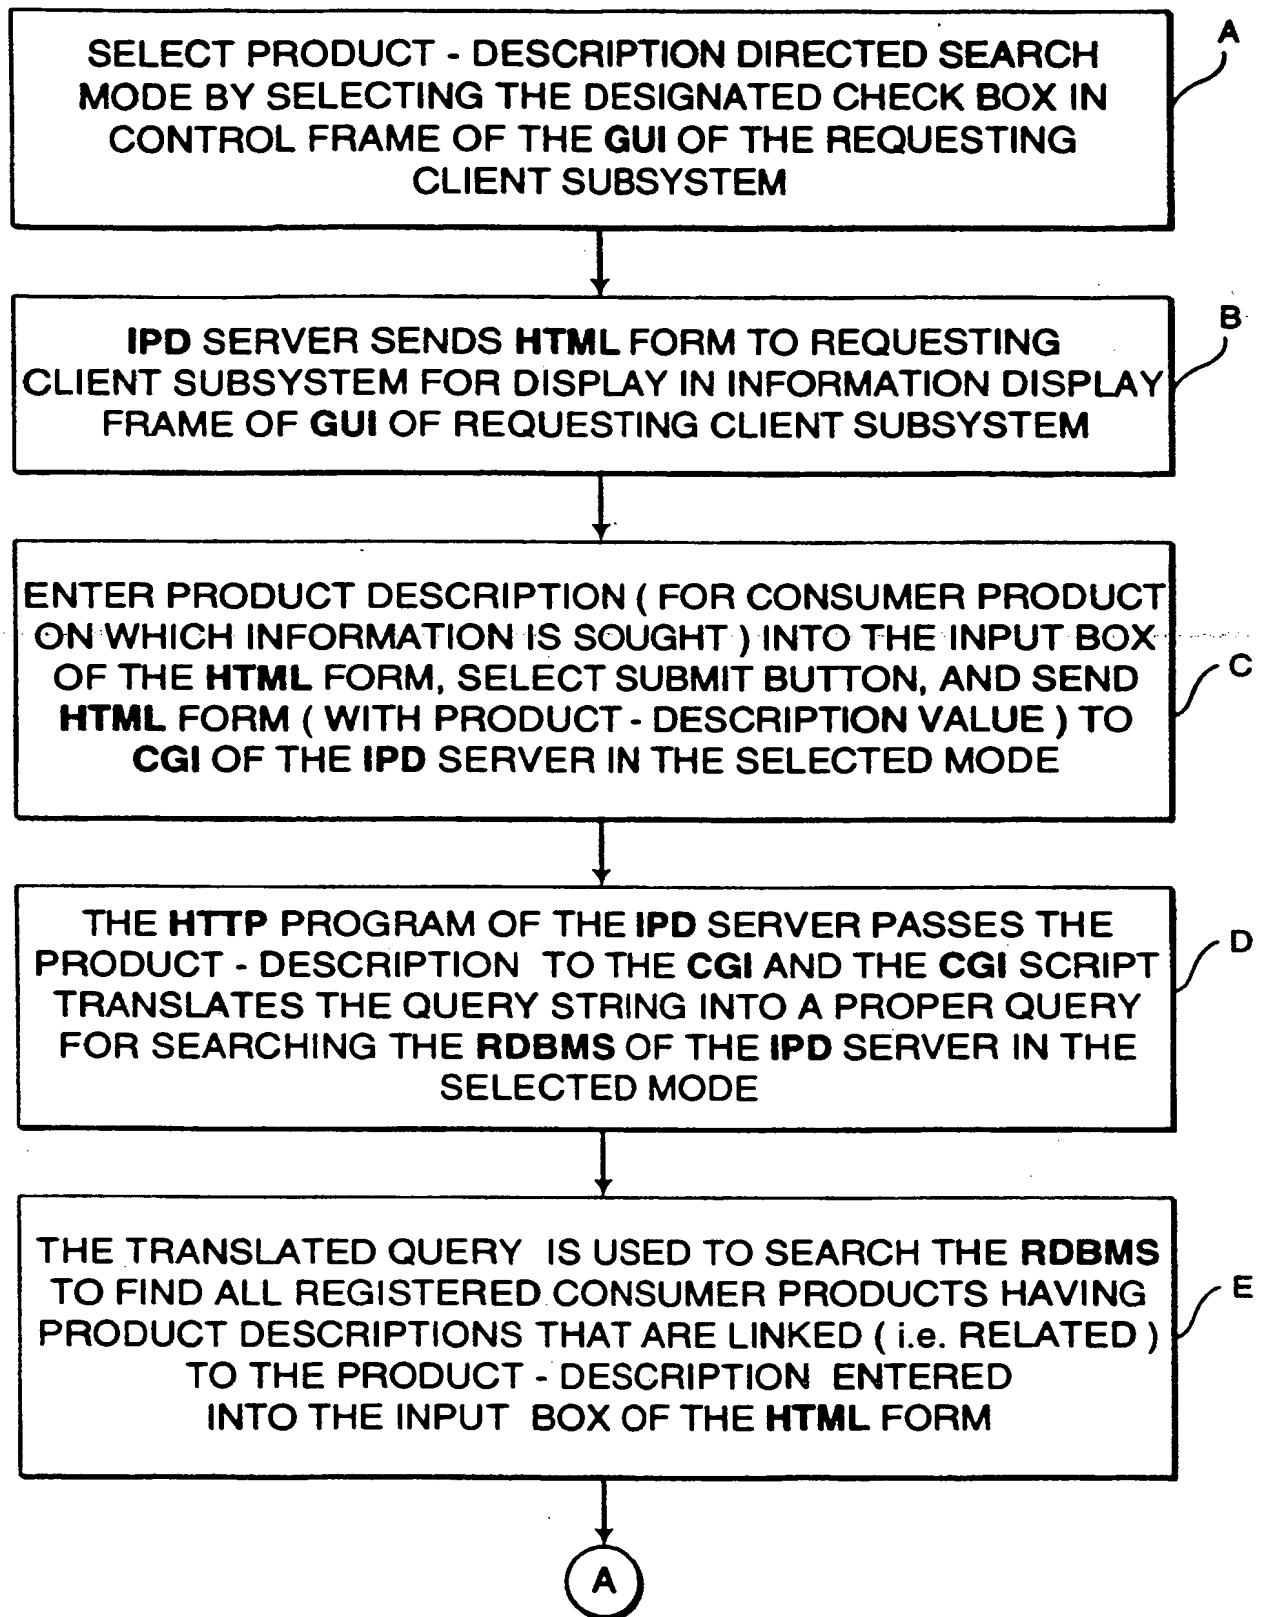 SELECT PRODUCT - DESCRIPTION DIRECTED SEARCH
MODE BY SELECTING THE DESIGNATED CHECK BOX IN
CONTROL FRAME OF THE GUI OF THE REQUESTING
CLIENT SUBSYSTEM
A
IPD SERVER SENDS HTML FORM TO REQUESTING
CLIENT SUBSYSTEM FOR DISPLAY IN INFORMATION DISPLAY
FRAME OF GUI OF REQUESTING CLIENT SUBSYSTEM
B
ENTER PRODUCT DESCRIPTION ( FOR CONSUMER PRODUCT
ON WHICH INFORMATION IS SOUGHT ) INTO THE INPUT BOX
OF THE HTML FORM, SELECT SUBMIT BUTTON, AND SEND
HTML FORM ( WITH PRODUCT - DESCRIPTION VALUE ) TO
CGI OF THE IPD SERVER IN THE SELECTED MODE
C
THE HTTP PROGRAM OF THE IPD SERVER PASSES THE
PRODUCT - DESCRIPTION TO THE CGI AND THE CGI SCRIPT
TRANSLATES THE QUERY STRING INTO A PROPER QUERY
FOR SEARCHING THE RDBMS OF THE IPD SERVER IN THE
SELECTED MODE
D
THE TRANSLATED QUERY IS USED TO SEARCH THE RDBMS
TO FIND ALL REGISTERED CONSUMER PRODUCTS HAVING
PRODUCT DESCRIPTIONS THAT ARE LINKED ( i.e. RELATED )
TO THE PRODUCT - DESCRIPTION ENTERED
INTO THE INPUT BOX OF THE HTML FORM
E
A